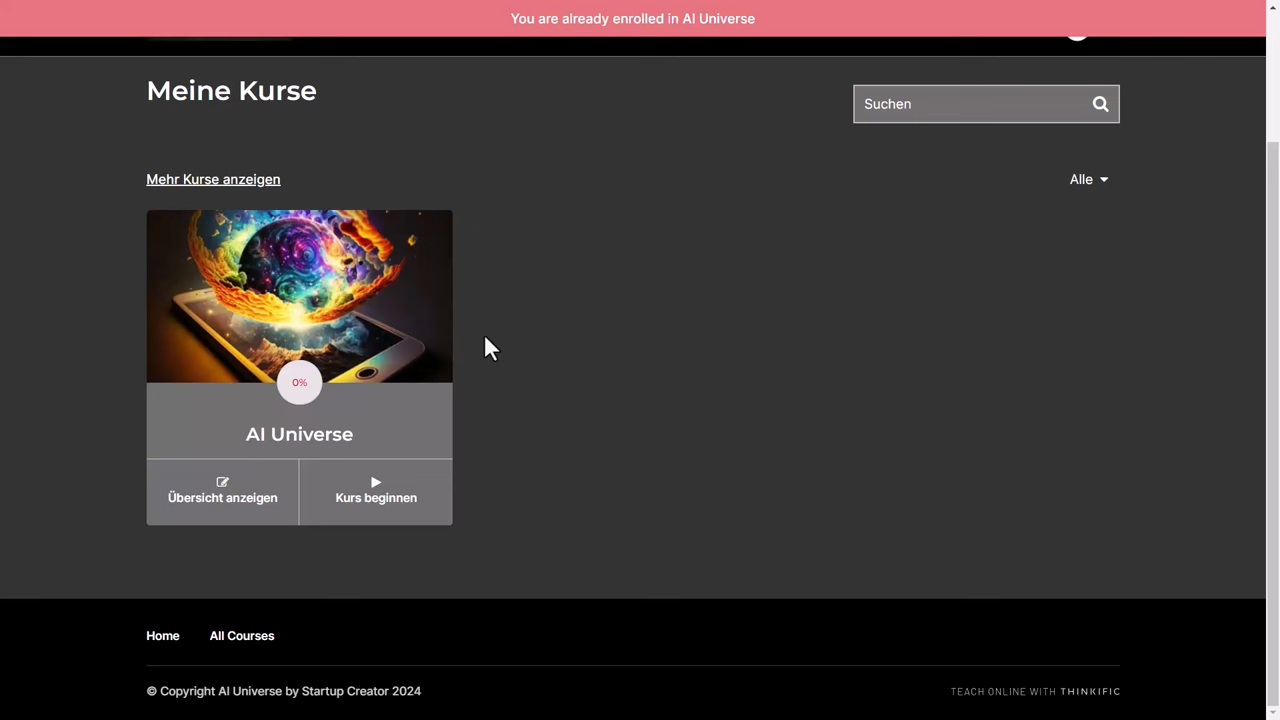 You are already enrolled in AI Universe
Meine Kurse
Suchen
Mehr Kurse anzeigen
Alle
0%
AI Universe
Übersicht anzeigen
Kurs beginnen
Home
All Courses
© Copyright AI Universe by Startup Creator 2024
TEACH ONLINE WITH THINKIFIC